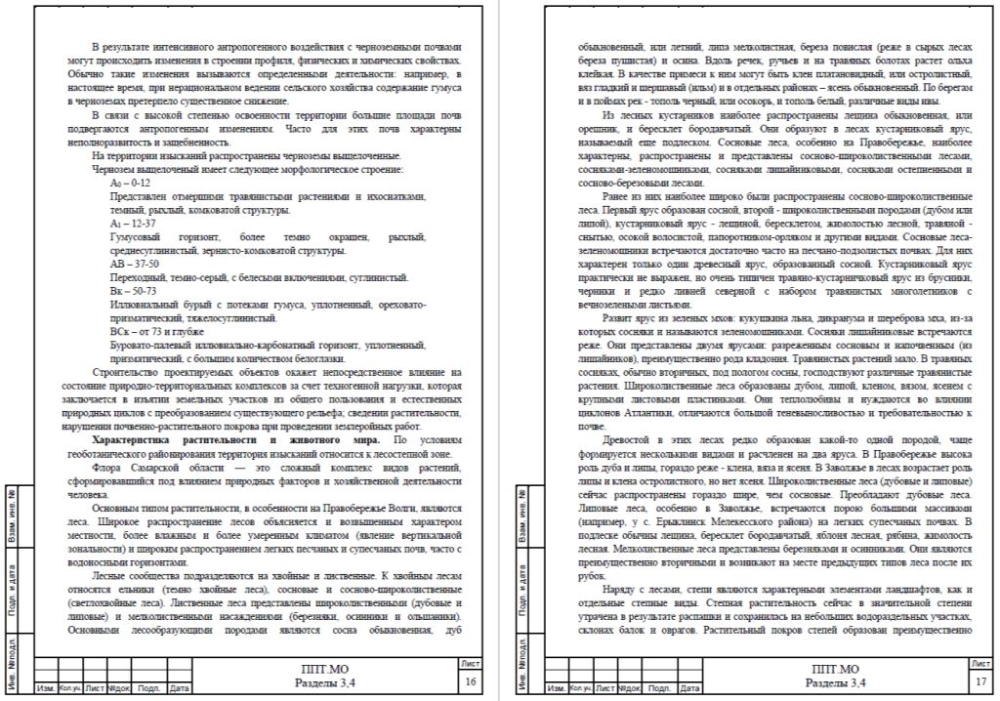 В результате интенсивного антропогенного воздействия с черноземными почвами
могут происходить изменения в строении профиля, физических и химических свойствах.
Обычно такие изменения вызываются определенными деятельности: например, в
настоящее время, при нерациональном ведении сельского хозяйства содержание гумуса
в черноземах претерпело существенное снижение.
В связи с высокой степенью освоенности территории большие площади почв
подвергаются антропогенным изменениям. Часто для этих почв характерны
неполноразвитость и защебненность.
На территории изысканий распространены черноземы выщелоченные.
Чернозем выщелоченый имеет следующее морфологическое строение:
А0 – 0-12
Представлен отмершими травянистыми растениями и ихосиатками,
темный, рыхлый, комковатой структуры.
А1 – 12-37
Гумусовый горизонт, более темно окрашен, рыхлый,
среднесуглинистый, зернисто-комковатой структуры.
АВ – 37-50
Переходный, темно-серый, с белесыми включениями, суглинистый.
Вк – 50-73
Иллювиальный бурый с потеками гумуса, уплотненный, ореховато-
призматический, тяжелосуглинистый.
ВСк – от 73 и глубже
Буровато-палевый иллювиально-карбонатный горизонт, уплотненный,
призматический, с большим количеством белоглазки.
Строительство проектируемых объектов окажет непосредственное влияние на
состояние природно-территориальных комплексов за счет техногенной нагрузки, которая
заключается в изъятии земельных участков из общего пользования и естественных
природных циклов с преобразованием существующего рельефа; сведении растительности,
нарушении почвенно-растительного покрова при проведении землеройных работ.
Характеристика растительности и животного мира. По условиям
геоботанического районирования территория изысканий относится к лесостепной зоне.
Флора Самарской области — это сложный комплекс видов растений,
сформировавшийся под влиянием природных факторов и хозяйственной деятельности
человека.
Основным типом растительности, в особенности на Правобережье Волги, являются
леса. Широкое распространение лесов объясняется и возвышенным характером
местности, более влажным и более умеренным климатом (явление вертикальной
зональности) и широким распространением легких песчаных и супесчаных почв, часто с
водоносными горизонтами.
Лесные сообщества подразделяются на хвойные и лиственные. К хвойным лесам
относятся ельники (темно хвойные леса), сосновые и сосново-широколиственные
(светлохвойные леса). Лиственные леса представлены широколиственными (дубовые и
липовые) и мелколиственными насаждениями (березняки, осинники и ольшаники).
Основными лесообразующими породами являются сосна обыкновенная, дуб
Взам. инв. №
Подп. и дата
Инв. №подл.
Изм. Кол.уч. Лист №док. Подп. Дата
ППТ.МО
Разделы 3,4
Лист
16
обыкновенный, или летний, липа мелколистная, береза повислая (реже в сырых лесах
береза пушистая) и осина. Вдоль речек, ручьев и на травяных болотах растет ольха
клейкая. В качестве примеси к ним могут быть клен платановидный, или остролистный,
вяз гладкий и шершавый (ильм) и в отдельных районах – ясень обыкновенный. По берегам
и в поймах рек - тополь черный, или осокорь, и тополь белый, различные виды ивы.
Из лесных кустарников наиболее распространены лещина обыкновенная, или
орешник, и бересклет бородавчатый. Они образуют в лесах кустарниковый ярус,
называемый еще подлеском. Сосновые леса, особенно на Правобережье, наиболее
характерны, распространены и представлены сосново-широколиственными лесами,
сосняками-зеленомошниками, сосняками лишайниковыми, сосняками остепненными и
сосново-березовыми лесами.
Ранее из них наиболее широко были распространены сосново-широколиственные
леса. Первый ярус образован сосной, второй - широколиственными породами (дубом или
липой), кустарниковый ярус - лещиной, бересклетом, жимолостью лесной, травяной -
снытью, осокой волосистой, папоротником-орляком и другими видами. Сосновые леса-
зеленомошники встречаются достаточно часто на песчано-подзолистых почвах. Для них
характерен только один древесный ярус, образованный сосной. Кустарниковый ярус
практически не выражен, но очень типичен травяно-кустарничковый ярус из брусники,
черники и редко линней северной с набором травянистых многолетников с
вечнозелеными листьями.
Развит ярус из зеленых мхов: кукушкина льна, дикранума и шереброва мха, из-за
которых сосняки и называются зеленомошниками. Сосняки лишайниковые встречаются
реже. Они представлены двумя ярусами: разреженным сосновым и напочвенным (из
лишайников), преимущественно рода кладония. Травянистых растений мало. В травяных
сосняках, обычно вторичных, под пологом сосны, господствуют различные травянистые
растения. Широколиственные леса образованы дубом, липой, кленом, вязом, ясенем с
крупными листовыми пластинками. Они теплолюбивы и нуждаются во влиянии
циклонов Атлантики, отличаются большой теневыносливостью и требовательностью к
почве.
Древостой в этих лесах редко образован какой-то одной породой, чаще
формируется несколькими видами и расчленен на два яруса. В Правобережье высока
роль дуба и липы, гораздо реже - клена, вяза и ясеня. В Заволжье в лесах возрастает роль
липы и клена остролистного, но нет ясеня. Широколиственные леса (дубовые и липовые)
сейчас распространены гораздо шире, чем сосновые. Преобладают дубовые леса.
Липовые леса, особенно в Заволжье, встречаются порою большими массивами
(например, у с. Ерыклинск Мелекесского района) на легких супесчаных почвах. В
подлеске обычны лещина, бересклет бородавчатый, яблоня лесная, рябина, жимолость
лесная. Мелколиственные леса представлены березняками и осинниками. Они являются
преимущественно вторичными и возникают на месте предыдущих типов леса после их
рубок.
Наряду с лесами, степи являются характерными элементами ландшафтов, как и
отдельные степные виды. Степная растительность сейчас в значительной степени
утрачена в результате распашки и сохранилась на небольших водораздельных участках,
склонах балок и оврагов. Растительный покров степей образован преимущественно
Взам. инв. №
Подп. и дата
Инв. №подл.
Изм. Кол.уч. Лист №док. Подп. Дата
ППТ.МО
Разделы 3,4
Лист
17